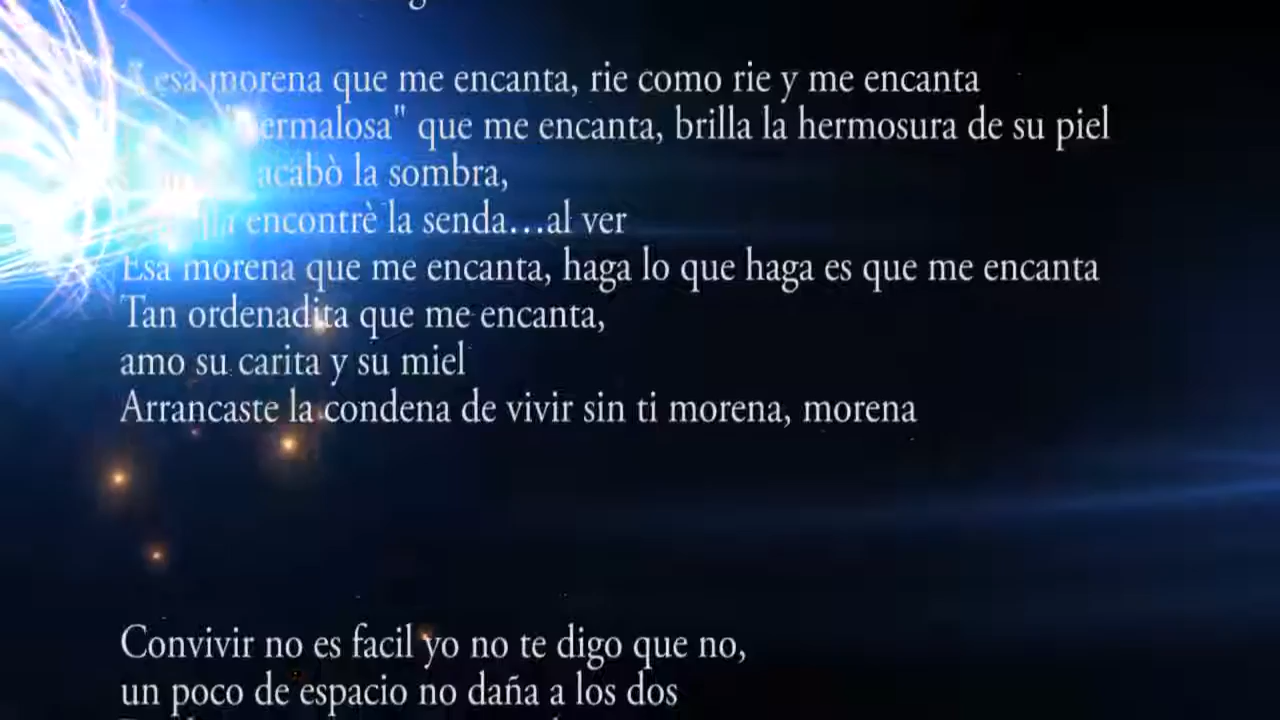 esa morena que me encanta, rie como rie y me encanta
que me encanta, brilla la hermosura de su piel
acabò la sombra,
encontrè la senda...al ver
Esa morena que me encanta, haga lo que haga es que me encanta
Tan ordenadita que me encanta,
amo su carita y su miel
Arrancaste la condena de vivir sin ti morena, morena
Convivir no es facil yo no te digo que no,
un poco de espacio no daña a los dos